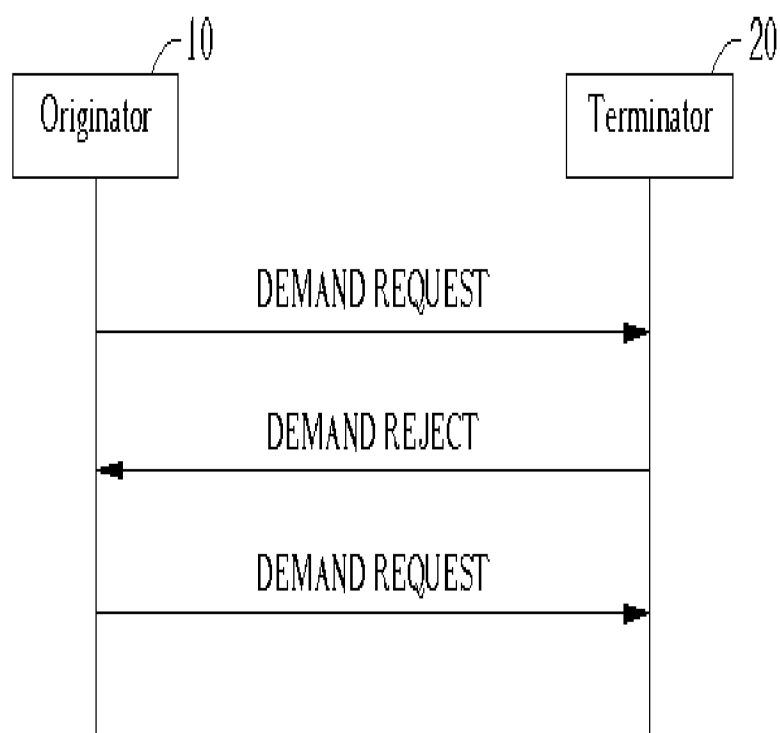 10
20
Originator
Terminator
DEMAND REQUEST
DEMAND REJECT
DEMAND REQUEST